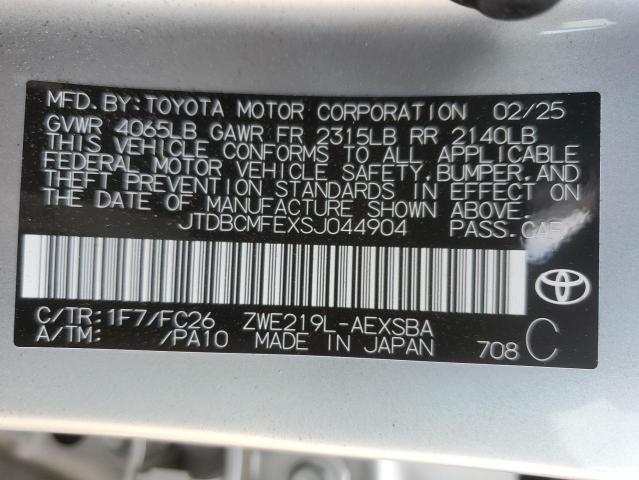 MFD.BY:TOYOTA MOTOR CORPORATION 02/25
GVWR 4065LB GAWR FR 2315LB RR 2140LB
THIS VEHICLE CONFORMS TO ALL APPLICABLE
FEDERAL MOTOR VEHICLE SAFETY,BUMPER,AND
THEFT PREVENTION STANDARDS IN EFFECT ON
THE DATE OF MANUFACTURE SHOWN ABOVE.
JTDBCMFEXSJ044904 PASS.CAR
C/TR:1F7/FC26 ZWE219L-AEXSBA
A/TM: /PA10 MADE IN JAPAN 708 C